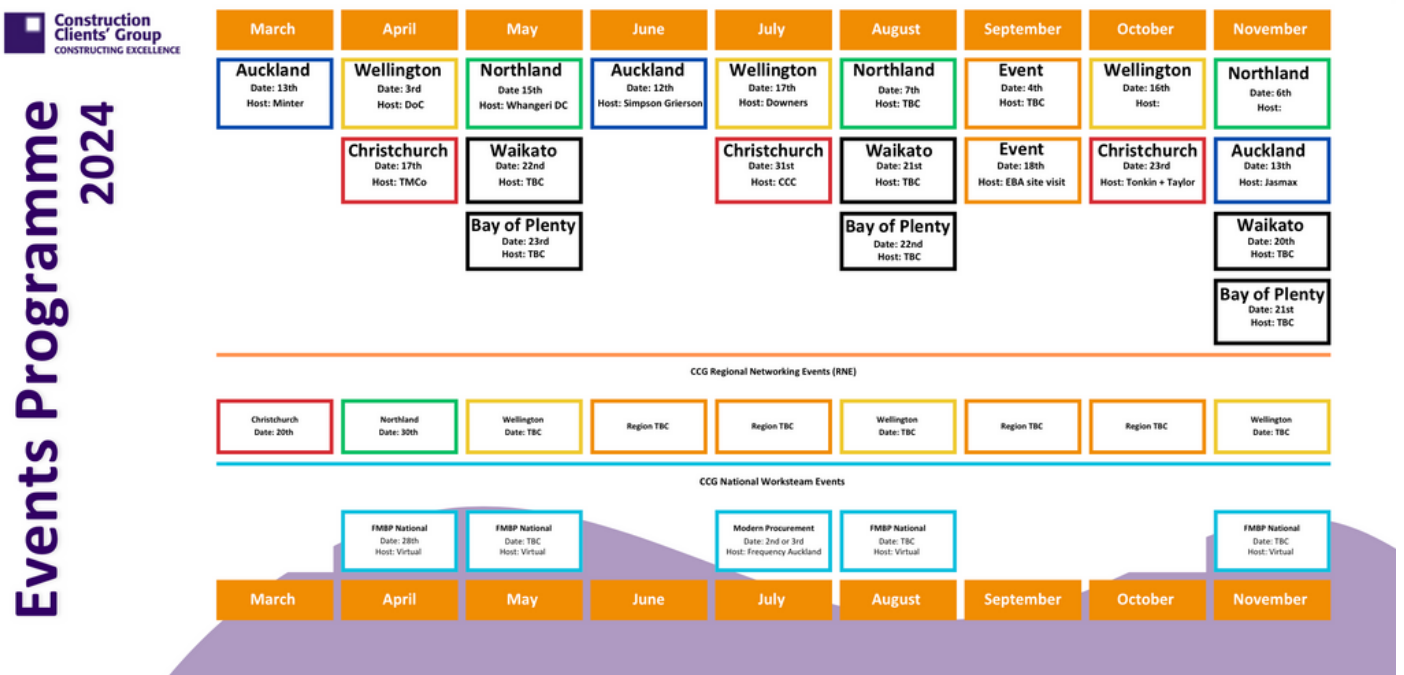 Construction
Clients' Group
CONSTRUCTING EXCELLENCE
Events Programme
2024
March
April
May
June
July
August
September
October
November
Auckland
Date: 13th
Host: Minter
Wellington
Date: 3rd
Host: DoC
Northland
Date 15th
Host: Whangeri DC
Auckland
Date: 12th
Host: Simpson Grierson
Wellington
Date: 17th
Host: Downers
Northland
Date: 7th
Host: TBC
Event
Date: 4th
Host: TBC
Wellington
Date: 16th
Host:
Northland
Date: 6th
Host:
Christchurch
Date: 17th
Host: TMCo
Waikato
Date: 22nd
Host: TBC
Christchurch
Date: 31st
Host: CCC
Waikato
Date: 21st
Host: TBC
Event
Date: 18th
Host: EBA site visit
Christchurch
Date: 23rd
Host: Tonkin + Taylor
Auckland
Date: 13th
Host: Jasmax
Bay of Plenty
Date: 23rd
Host: TBC
Bay of Plenty
Date: 22nd
Host: TBC
Waikato
Date: 20th
Host: TBC
Bay of Plenty
Date: 21st
Host: TBC
CCG Regional Networking Events (RNE)
Christchurch
Date: 20th
Northland
Date: 30th
Wellington
Date: TBC
Region TBC
Region TBC
Wellington
Date: TBC
Region TBC
Region TBC
Wellington
Date: TBC
CCG National Worksteam Events
FMBP National
Date: 28th
Host: Virtual
FMBP National
Date: TBC
Host: Virtual
Modern Procurement
Date: 2nd or 3rd
Host: Frequency Auckland
FMBP National
Date: TBC
Host: Virtual
FMBP National
Date: TBC
Host: Virtual
March
April
May
June
July
August
September
October
November